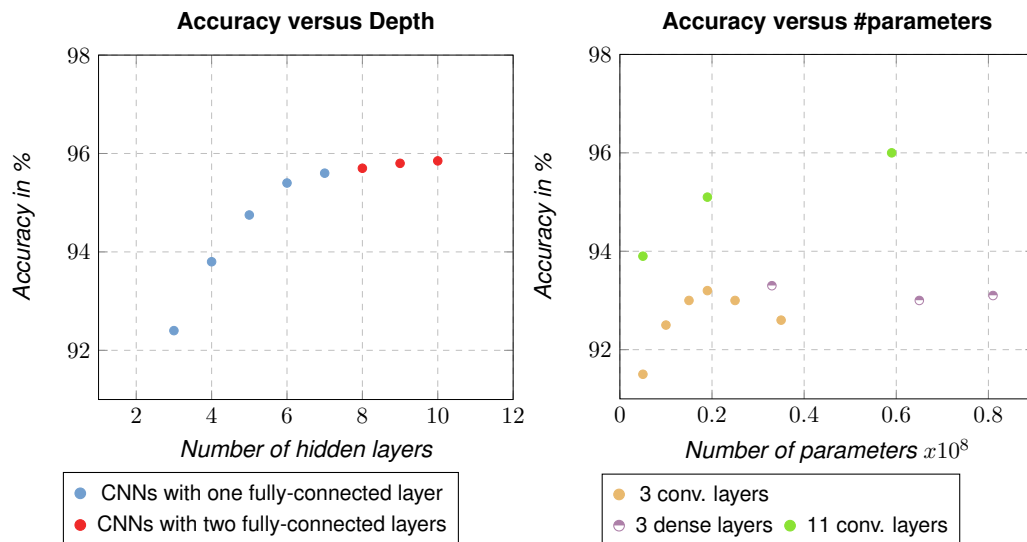 Accuracy versus Depth
98
96
94
92
Accuracy in %
2 4 6 8 10 12
Number of hidden layers
CNNs with one fully-connected layer
CNNs with two fully-connected layers
Accuracy versus #parameters
98
96
94
92
Accuracy in %
0 0.2 0.4 0.6 0.8
Number of parameters x10^8
3 conv. layers
3 dense layers 11 conv. layers